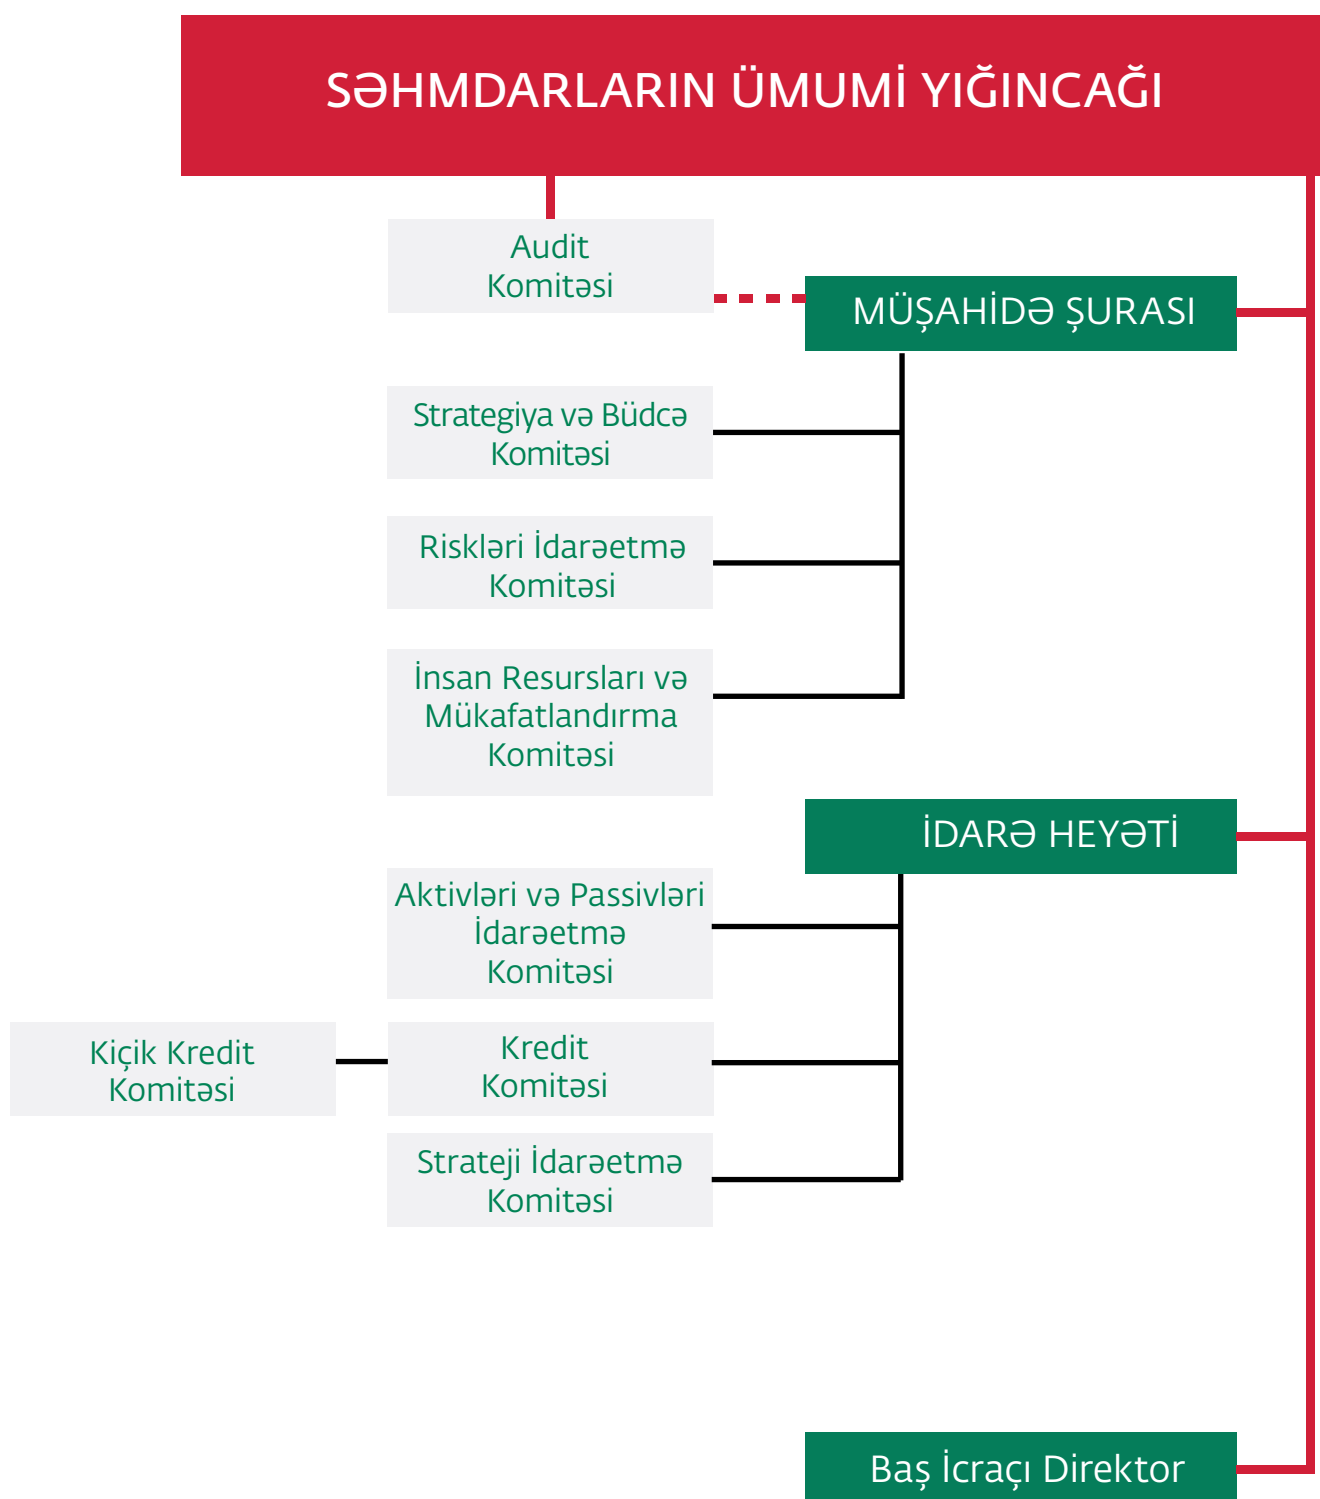 SƏHMDARLARIN ÜMUMİ YIĞINCAĞI
Audit
Komitəsi
MÜŞAHİDƏ ŞURASI
Strategiya və Büdcə
Komitəsi
Riskləri İdarəetmə
Komitəsi
İnsan Resursları və
Mükafatlandırma
Komitəsi
İDARƏ HEYƏTİ
Aktivləri və Passivləri
İdarəetmə
Komitəsi
Kiçik Kredit
Komitəsi
Kredit
Komitəsi
Strateji İdarəetmə
Komitəsi
Baş İcraçı Direktor